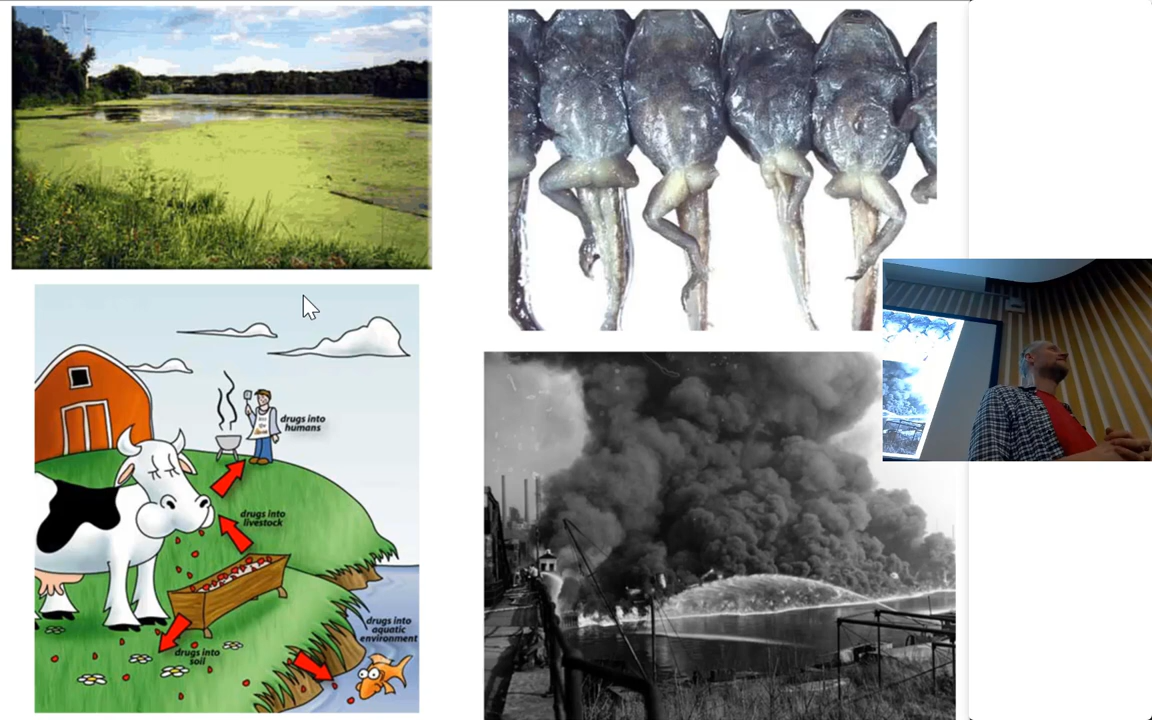 drugs into
humans
drugs into
livestock
drugs into
aquatic
environment
drugs into
soil